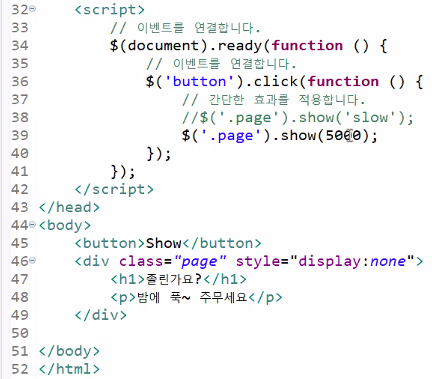 32 <script>
33 // 이벤트를 연결합니다.
34 $(document).ready(function () {
35 // 이벤트를 연결합니다.
36 $('button').click(function () {
37 // 간단한 효과를 적용합니다.
38 //$('.page').show('slow');
39 $('.page').show(5000);
40 });
41 });
42 </script>
43 </head>
44 <body>
45 <button>Show</button>
46 <div class="page" style="display:none">
47 <h1>졸린가요?</h1>
48 <p>밤에 푹~ 주무세요</p>
49 </div>
50
51 </body>
52 </html>